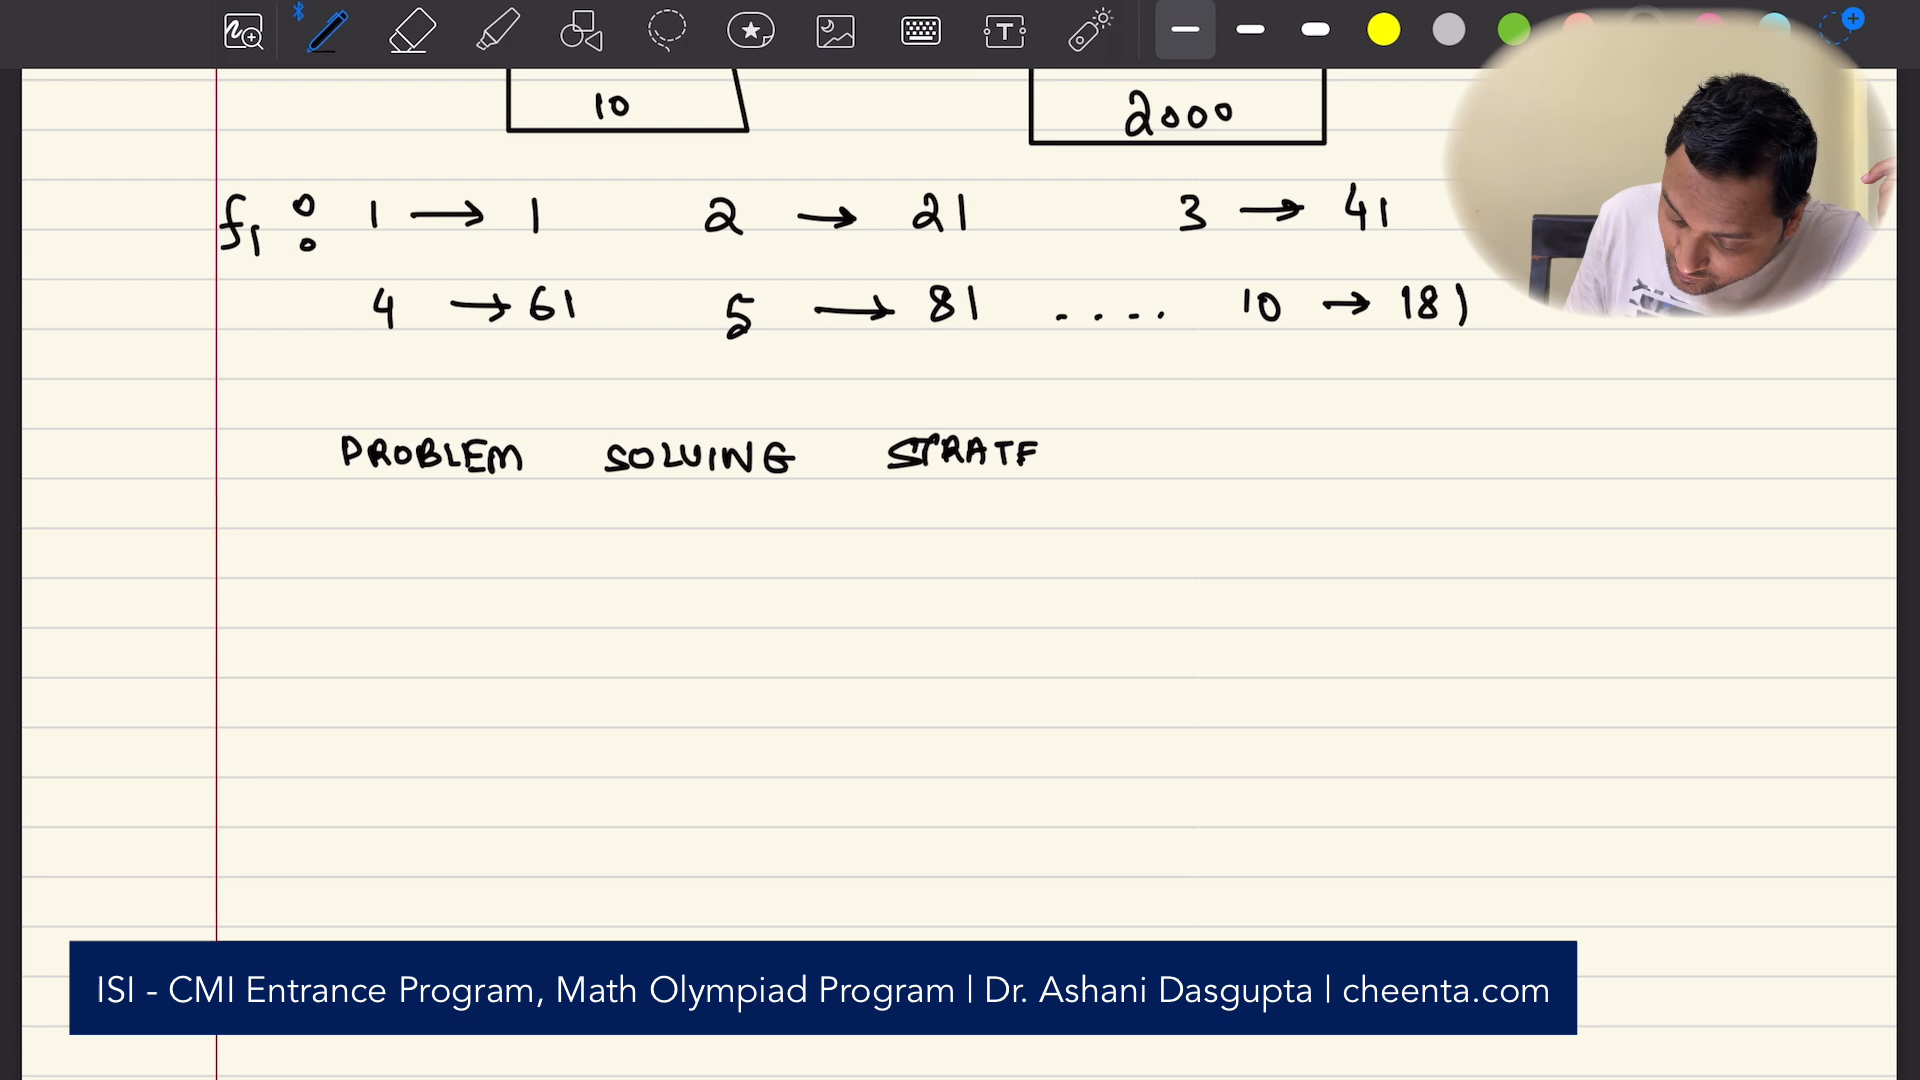 10 2000
f1 : 1 → 1 2 → 21 3 → 41
4 → 61 5 → 81 .... 10 → 181
PROBLEM SOLVING STRATE
ISI - CMI Entrance Program, Math Olympiad Program | Dr. Ashani Dasgupta | cheenta.com